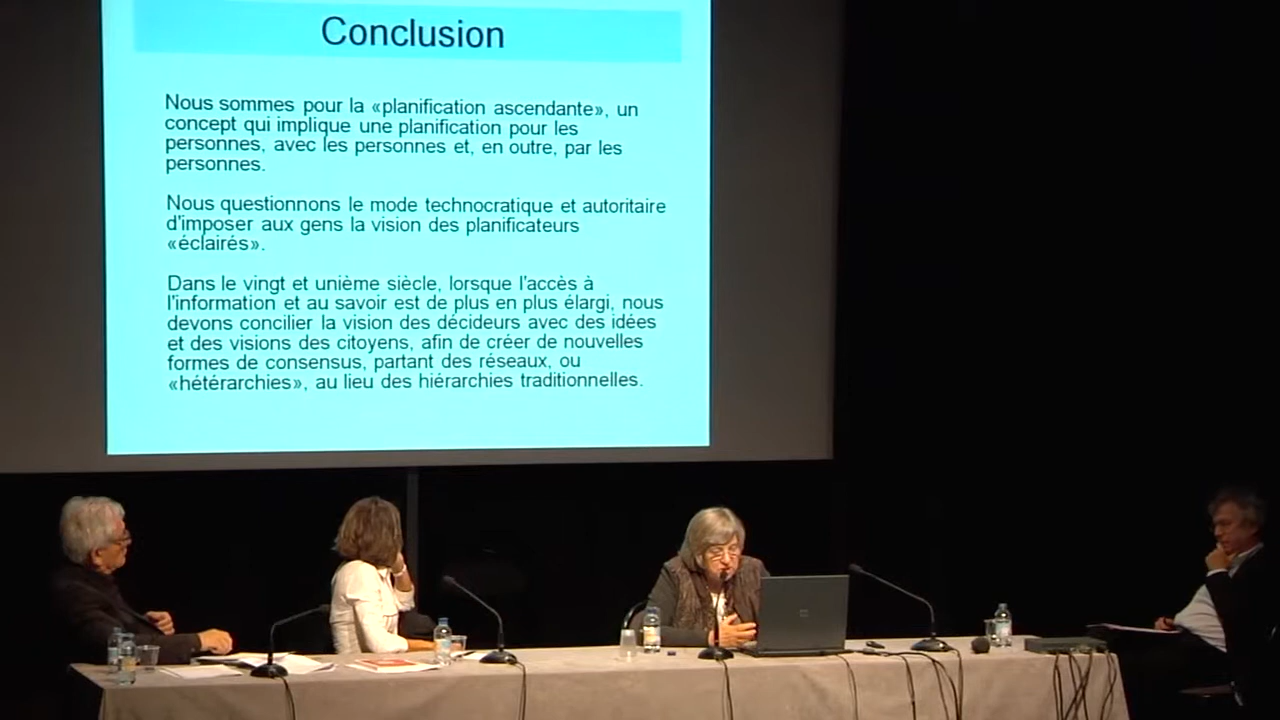 Conclusion
Nous sommes pour la «planification ascendante», un
concept qui implique une planification pour les
personnes, avec les personnes et, en outre, par les
personnes.
Nous questionnons le mode technocratique et autoritaire
d'imposer aux gens la vision des planificateurs
«éclairés».
Dans le vingt et unième siècle, lorsque l'accès à
l'information et au savoir est de plus en plus élargi, nous
devons concilier la vision des décideurs avec des idées
et des visions des citoyens, afin de créer de nouvelles
formes de consensus, partant des réseaux, ou
«hétérarchies», au lieu des hiérarchies traditionnelles.